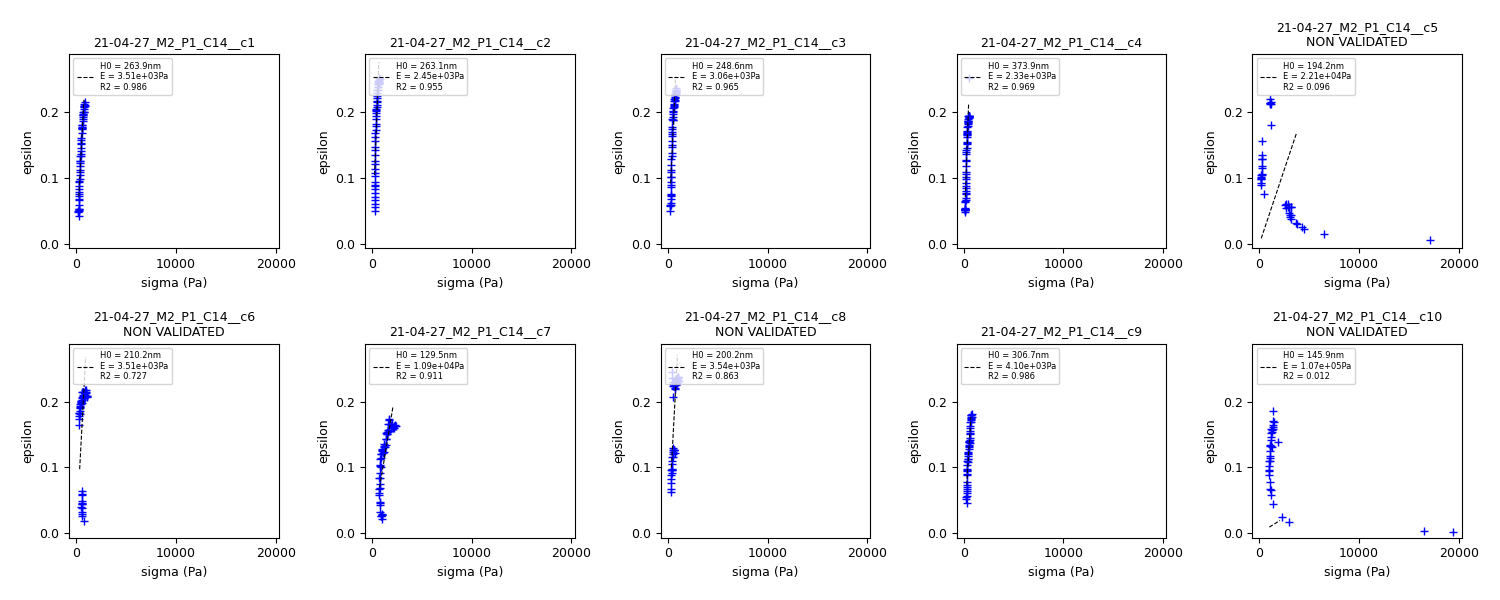 21-04-27_M2_P1_C14__c1
H0 = 263.9nm
E = 3.51e+03Pa
R2 = 0.986
epsilon
0.2
0.1
0.0
0 10000 20000
sigma (Pa)
21-04-27_M2_P1_C14__c2
H0 = 263.1nm
E = 2.45e+03Pa
R2 = 0.955
epsilon
0.2
0.1
0.0
0 10000 20000
sigma (Pa)
21-04-27_M2_P1_C14__c3
H0 = 248.6nm
E = 3.06e+03Pa
R2 = 0.965
epsilon
0.2
0.1
0.0
0 10000 20000
sigma (Pa)
21-04-27_M2_P1_C14__c4
H0 = 373.9nm
E = 2.33e+03Pa
R2 = 0.969
epsilon
0.2
0.1
0.0
0 10000 20000
sigma (Pa)
21-04-27_M2_P1_C14__c5
NON VALIDATED
H0 = 194.2nm
E = 2.21e+04Pa
R2 = 0.096
epsilon
0.2
0.1
0.0
0 10000 20000
sigma (Pa)
21-04-27_M2_P1_C14__c6
NON VALIDATED
H0 = 210.2nm
E = 3.51e+03Pa
R2 = 0.727
epsilon
0.2
0.1
0.0
0 10000 20000
sigma (Pa)
21-04-27_M2_P1_C14__c7
H0 = 129.5nm
E = 1.09e+04Pa
R2 = 0.911
epsilon
0.2
0.1
0.0
0 10000 20000
sigma (Pa)
21-04-27_M2_P1_C14__c8
NON VALIDATED
H0 = 200.2nm
E = 3.54e+03Pa
R2 = 0.863
epsilon
0.2
0.1
0.0
0 10000 20000
sigma (Pa)
21-04-27_M2_P1_C14__c9
H0 = 306.7nm
E = 4.10e+03Pa
R2 = 0.986
epsilon
0.2
0.1
0.0
0 10000 20000
sigma (Pa)
21-04-27_M2_P1_C14__c10
NON VALIDATED
H0 = 145.9nm
E = 1.07e+05Pa
R2 = 0.012
epsilon
0.2
0.1
0.0
0 10000 20000
sigma (Pa)